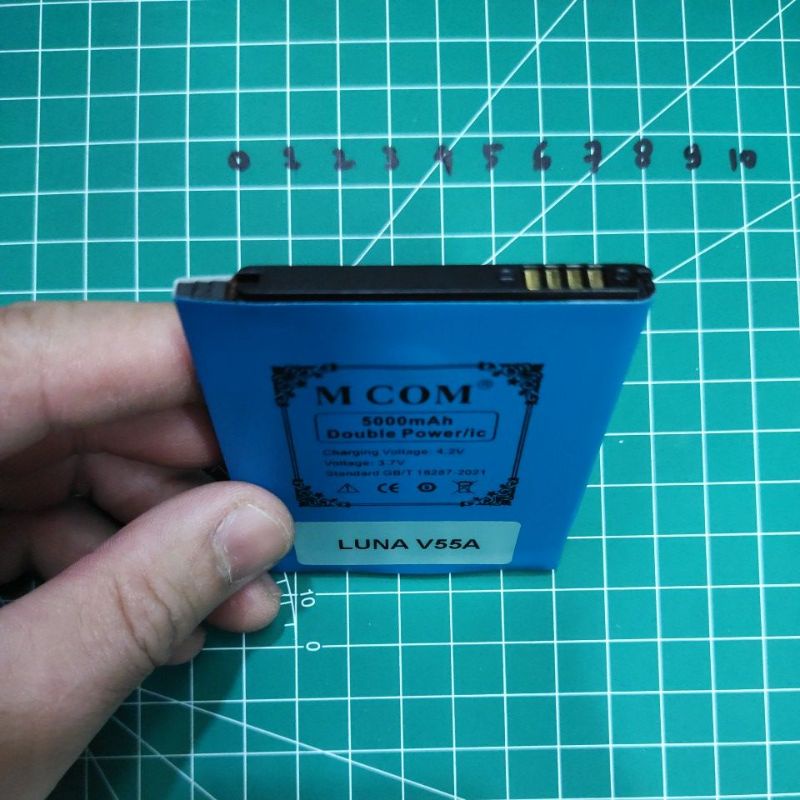 0 1 2 3 4 5 6 7 8 9 10
M COM®
5000mAh
Double Power/ic
Charging Voltage: 4.2V
Voltage: 3.7V
Standard GB/T 18287-2021
CE
LUNA V55A
10
0